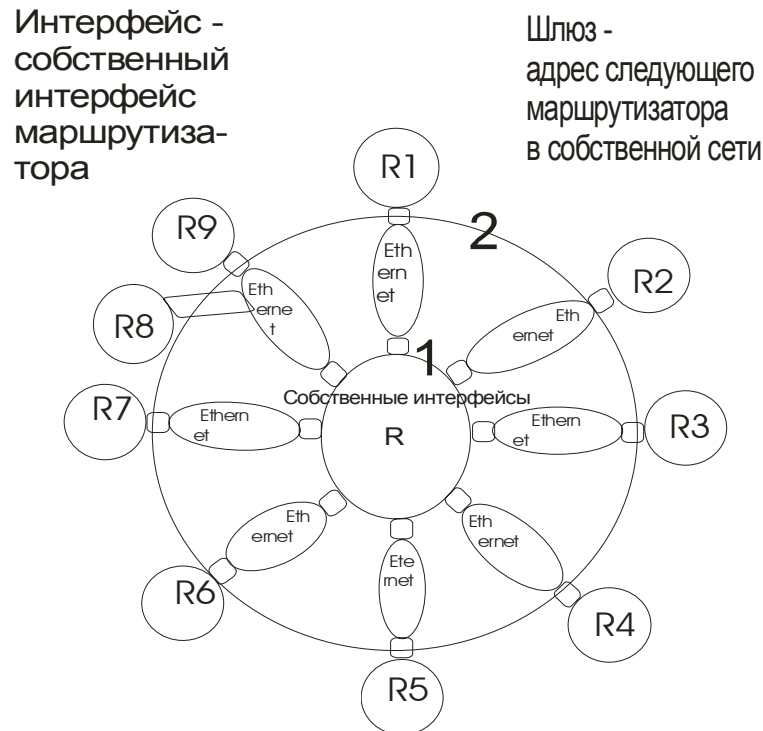 Интерфейс -
собственный
интерфейс
маршрутиза-
тора
Шлюз -
адрес следующего
маршрутизатора
в собственной сети
R1
2
R9
Eth
ern
et
R2
Eth
erne
t
R8
Eth
ernet
1
Собственные интерфейсы
R7
Ethern
et
R
Ethern
et
R3
Eth
ernet
Eth
ernet
R6
Ete
rnet
R4
R5